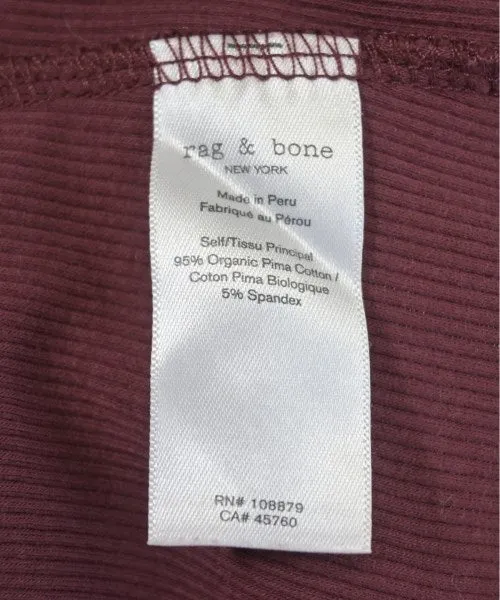 rag & bone
NEW YORK
Made in Peru
Fabriqué au Pérou
Self/Tissu Principal
95% Organic Pima Cotton /
Coton Pima Biologique
5% Spandex
RN# 108879
CA# 45760